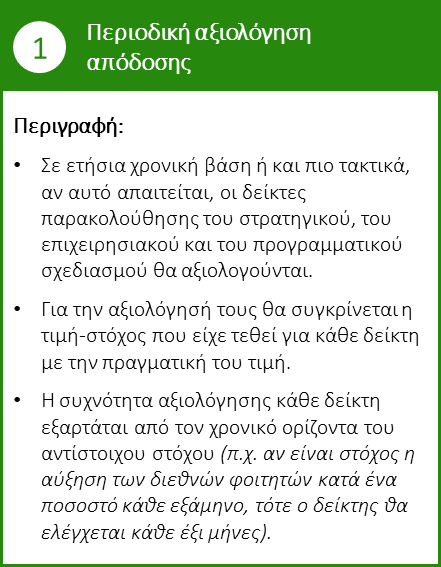 1
Περιοδική αξιολόγηση
απόδοσης
Περιγραφή:
• Σε ετήσια χρονική βάση ή και πιο τακτικά,
αν αυτό απαιτείται, οι δείκτες
παρακολούθησης του στρατηγικού, του
επιχειρησιακού και του προγραμματικού
σχεδιασμού θα αξιολογούνται.
• Για την αξιολόγησή τους θα συγκρίνεται η
τιμή-στόχος που είχε τεθεί για κάθε δείκτη
με την πραγματική του τιμή.
• Η συχνότητα αξιολόγησης κάθε δείκτη
εξαρτάται από τον χρονικό ορίζοντα του
αντίστοιχου στόχου (π.χ. αν είναι στόχος η
αύξηση των διεθνών φοιτητών κατά ένα
ποσοστό κάθε εξάμηνο, τότε ο δείκτης θα
ελέγχεται κάθε έξι μήνες).